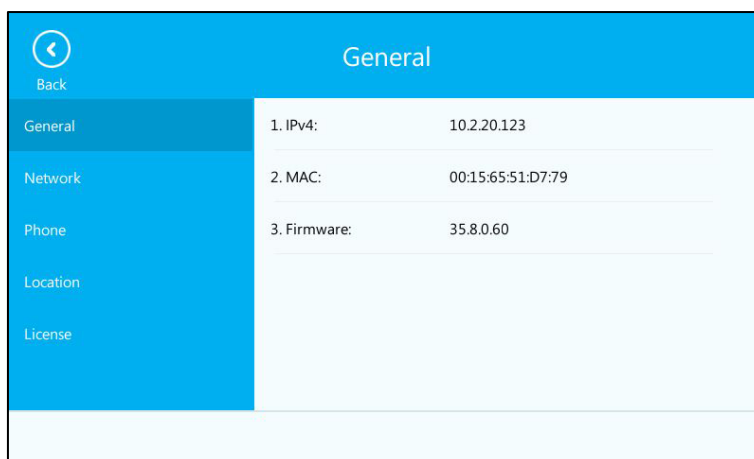 General
Back
General
Network
Phone
Location
License
1. IPv4: 10.2.20.123
2. MAC: 00:15:65:51:D7:79
3. Firmware: 35.8.0.60